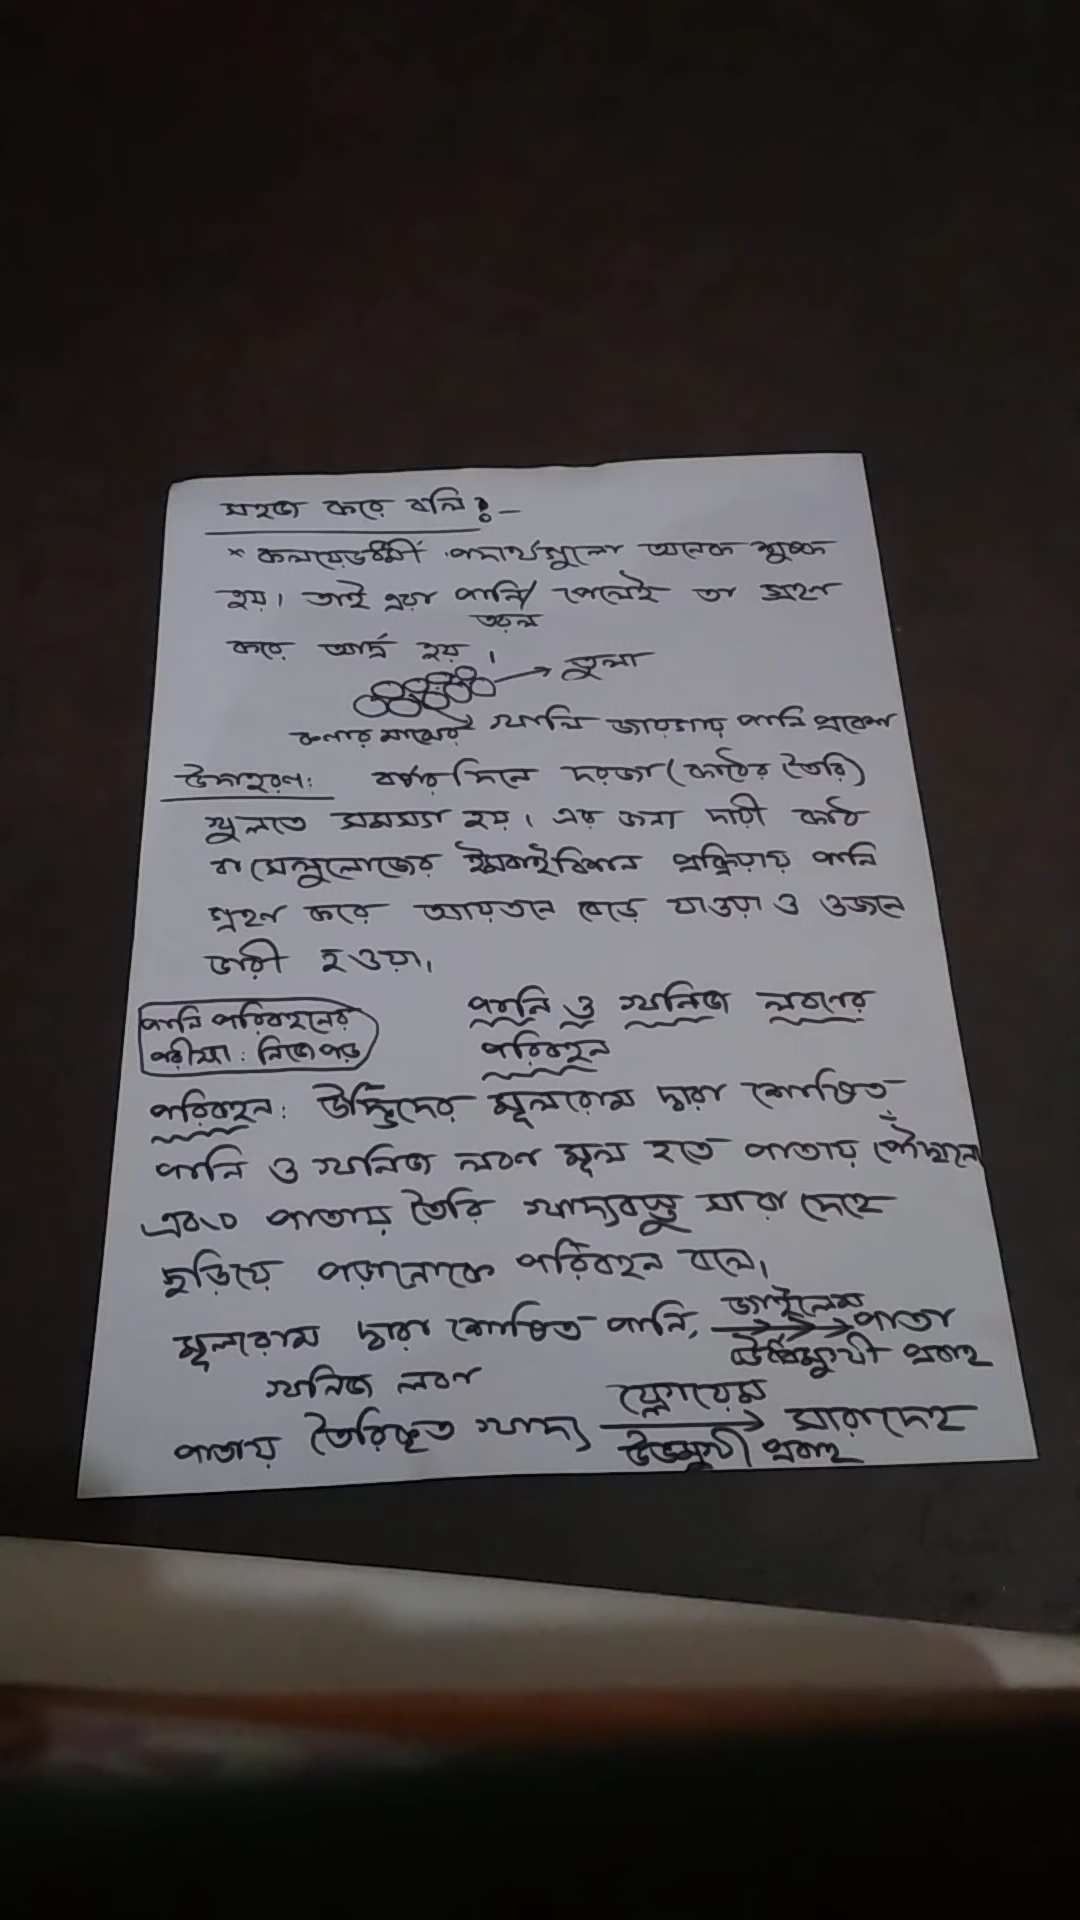 সহজ করে বলি :-
* কলয়েডধর্মী পদার্থগুলো অনেক শুষ্ক
হয়। তাই এরা পানি/ পেলেই তা গ্রহণ
তরল
করে আর্দ্র হয়।
→ তুলা
কনার মাঝের খালি জায়গায় পানি প্রবেশ
উদাহরণ: বর্ষার দিনে দরজা (কাঠের তৈরি)
খুলতে সমস্যা হয়। এর জন্য দায়ী কাঠ
বা সেলুলোজের ইমবাইবিশন প্রক্রিয়ায় পানি
গ্রহণ করে আয়তনে বেড়ে যাওয়া ও ওজনে
ভারী হওয়া।
পানি পরিবহনের
পরীক্ষা: নিজে পড়
পানি ও খনিজ লবণের
পরিবহন
পরিবহন: উদ্ভিদের মূলরোম দ্বারা শোষিত
পানি ও খনিজ লবণ মূল হতে পাতায় পৌঁছানো
এবং পাতায় তৈরি খাদ্যবস্তু সারা দেহে
ছড়িয়ে পড়ানোকে পরিবহন বলে।
মূলরোম দ্বারা শোষিত পানি, জাইলেম →→→ পাতা
খনিজ লবণ ঊর্ধ্বমুখী প্রবাহ
পাতায় তৈরিকৃত খাদ্য ফ্লোয়েম → সারাদেহ
উভমুখী প্রবাহ